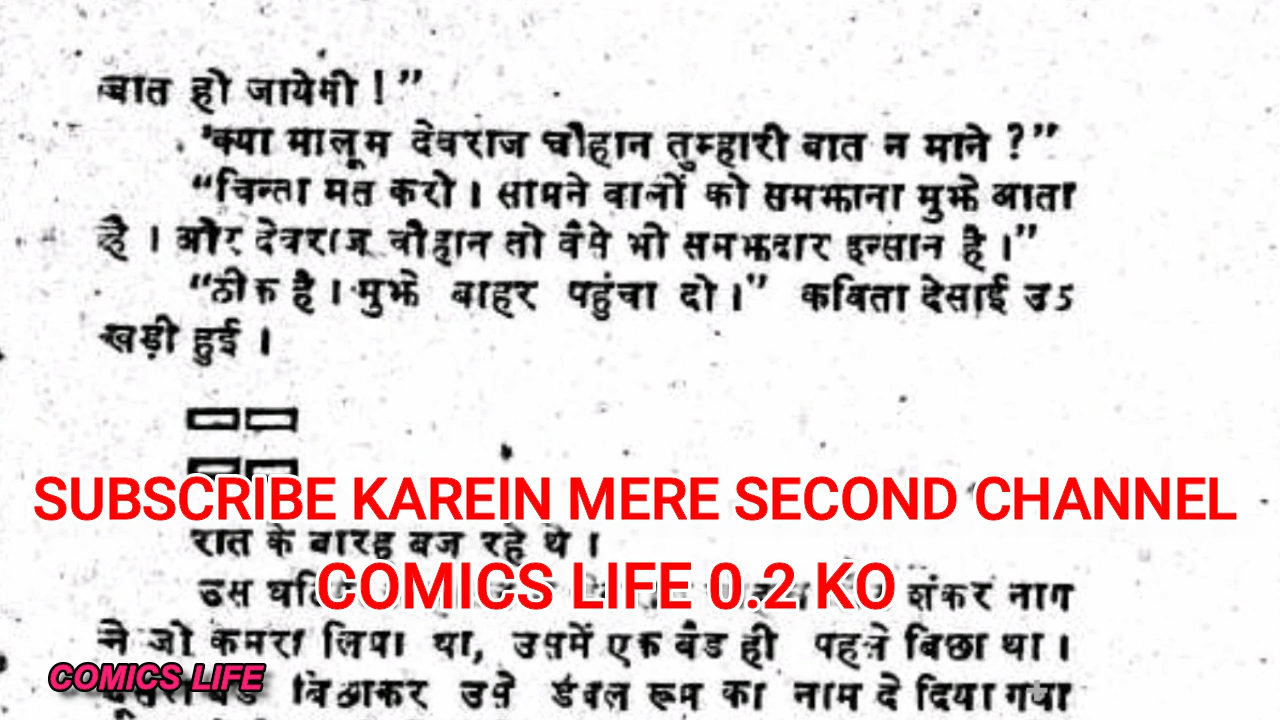 बात हो जायेगी !”
“क्या मालूम देवराज चौहान तुम्हारी बात न माने ?”
“चिन्ता मत करो । सामने वालों को समझाना मुझे आता
है । और देवराज चौहान तो वैसे भी समझदार इन्सान है ।”
“ठीक है । मुझे बाहर पहुंचा दो ।” कविता देसाई उठ
खड़ी हुई ।
SUBSCRIBE KAREIN MERE SECOND CHANNEL
रात के बारह बज रहे थे ।
COMICS LIFE 0.2 KO
उस शंकर नाग
ने जो कमरा लिया था, उसमें एक बैड ही पहले बिछा था ।
COMICS LIFE
बिछाकर उसे डबल रूम का नाम दे दिया गया